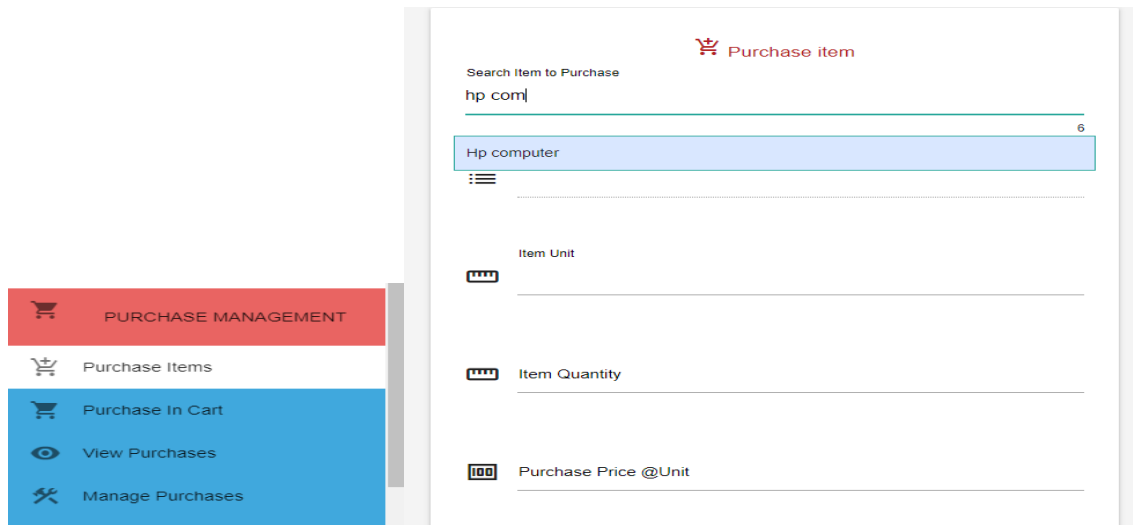 Purchase item
Search Item to Purchase
hp com
6
Hp computer
Item Unit
Item Quantity
Purchase Price @Unit
PURCHASE MANAGEMENT
Purchase Items
Purchase In Cart
View Purchases
Manage Purchases